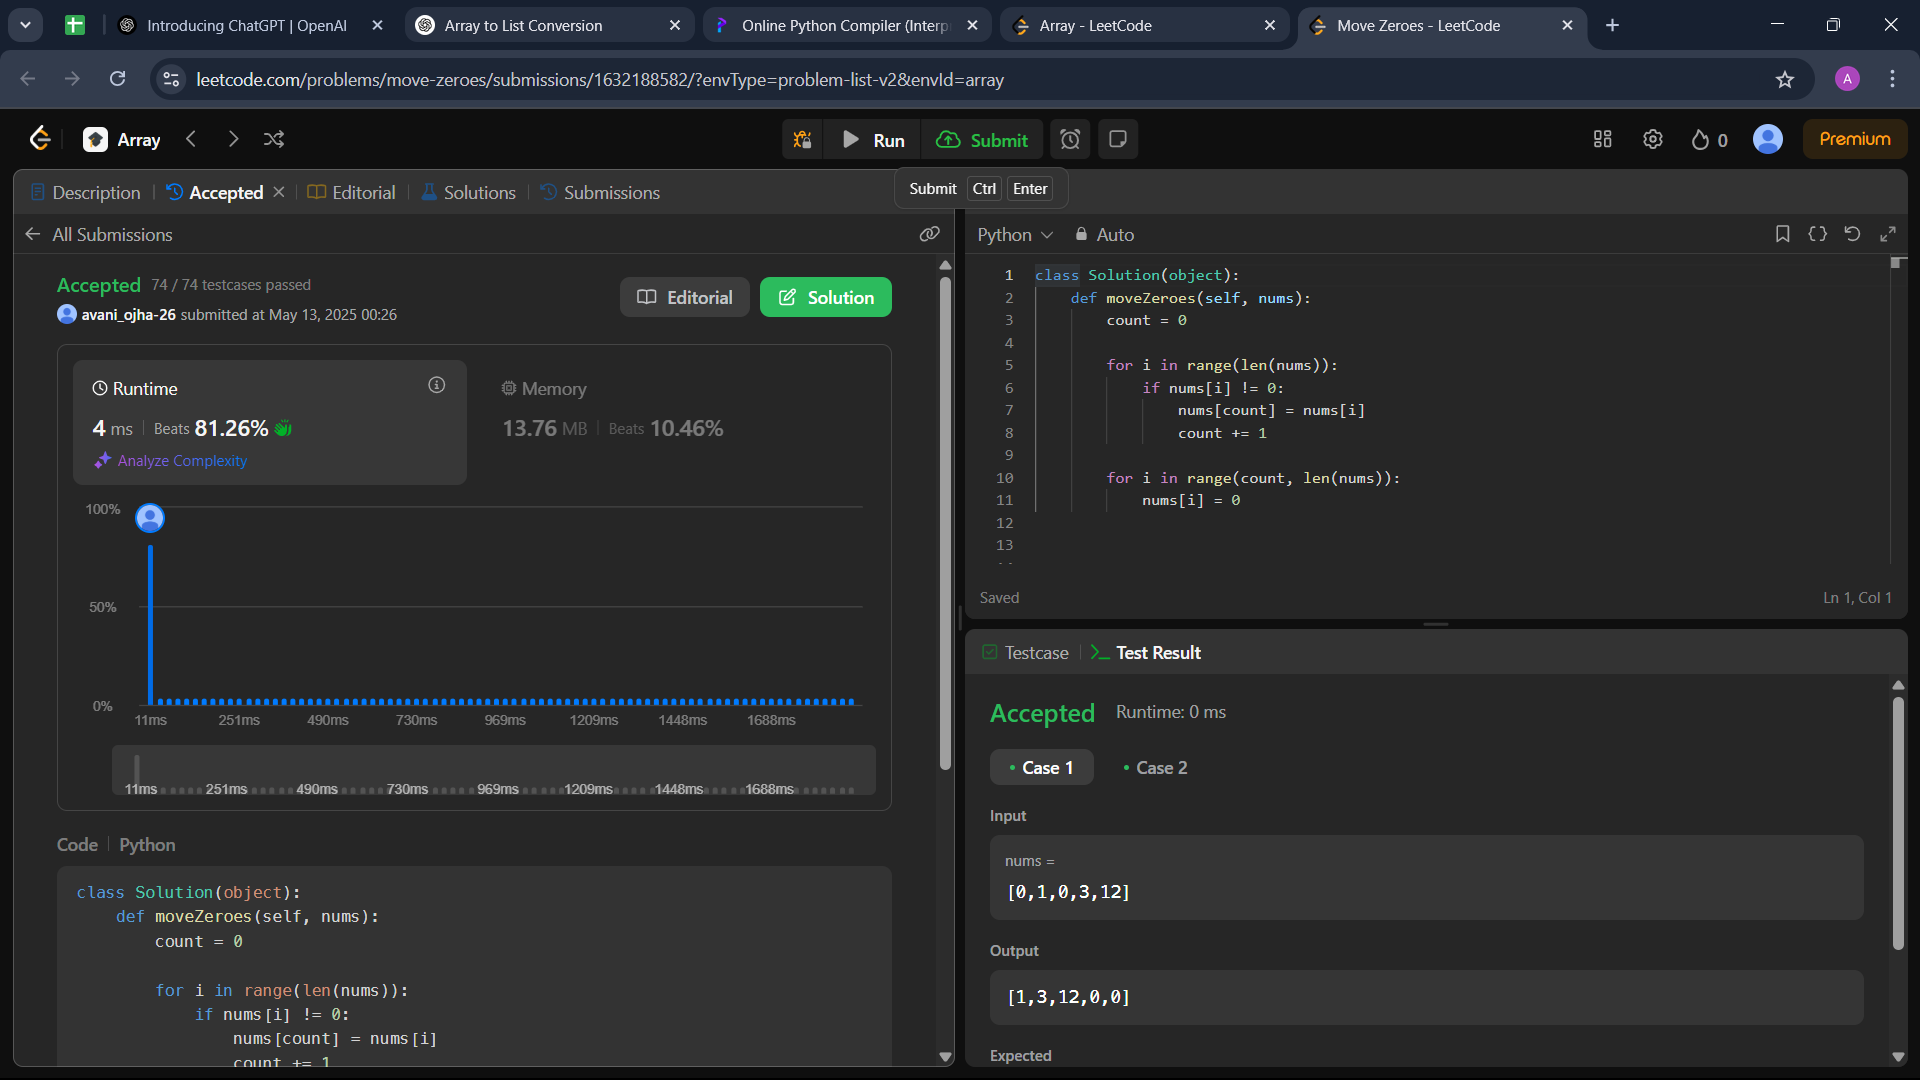 Introducing ChatGPT | OpenAI
Array to List Conversion
Online Python Compiler (Interp
Array - LeetCode
Move Zeroes - LeetCode
leetcode.com/problems/move-zeroes/submissions/1632188582/?envType=problem-list-v2&envId=array
A
Array
Run
Submit
0
Premium
Description
Accepted
Editorial
Solutions
Submissions
Submit Ctrl Enter
All Submissions
Accepted 74 / 74 testcases passed
avani_ojha-26 submitted at May 13, 2025 00:26
Editorial
Solution
Runtime
4 ms Beats 81.26%
Analyze Complexity
Memory
13.76 MB Beats 10.46%
100%
50%
0%
11ms 251ms 490ms 730ms 969ms 1209ms 1448ms 1688ms
11ms 251ms 490ms 730ms 969ms 1209ms 1448ms 1688ms
Code Python
class Solution(object):
def moveZeroes(self, nums):
count = 0
for i in range(len(nums)):
if nums[i] != 0:
nums[count] = nums[i]
count += 1
Python Auto
1 class Solution(object):
2 def moveZeroes(self, nums):
3 count = 0
4
5 for i in range(len(nums)):
6 if nums[i] != 0:
7 nums[count] = nums[i]
8 count += 1
9
10 for i in range(count, len(nums)):
11 nums[i] = 0
12
13
Saved
Ln 1, Col 1
Testcase
Test Result
Accepted Runtime: 0 ms
Case 1
Case 2
Input
nums =
[0,1,0,3,12]
Output
[1,3,12,0,0]
Expected